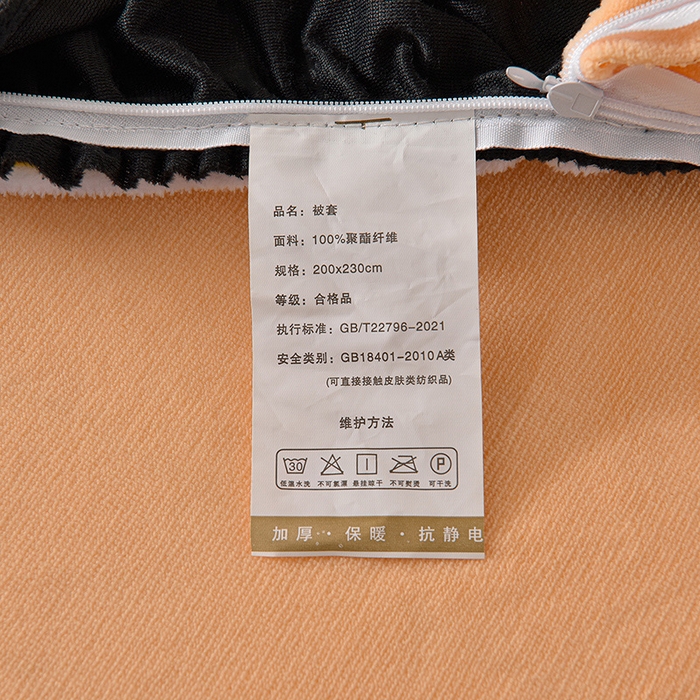 品名：被套
面料：100%聚酯纤维
规格：200x230cm
等级：合格品
执行标准：GB/T22796-2021
安全类别：GB18401-2010A类
(可直接接触皮肤类纺织品)
维护方法
30 P
低温水洗 不可氯漂 悬挂晾干 不可熨烫 可干洗
加厚·保暖·抗静电